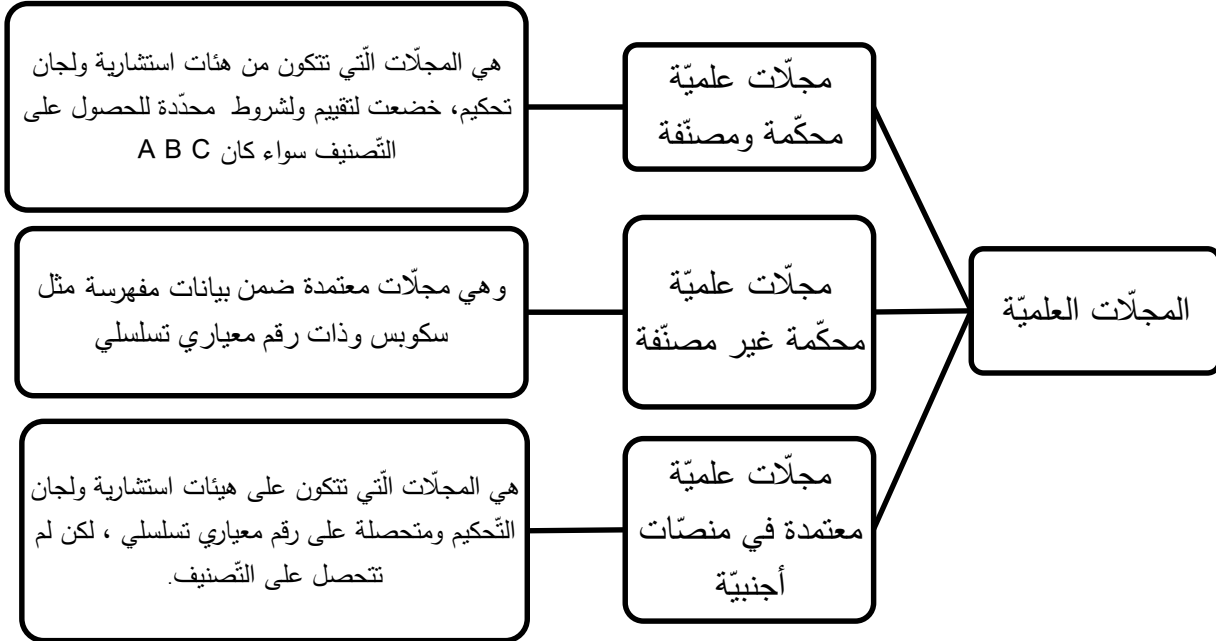 المجلّات العلميّة
مجلّات علميّة
محكّمة ومصنّفة
هي المجلّات الّتي تتكون من هئات استشارية ولجان
تحكيم، خضعت لتقييم ولشروط محدّدة للحصول على
التّصنيف سواء كان A B C
مجلّات علميّة
محكّمة غير مصنّفة
وهي مجلّات معتمدة ضمن بيانات مفهرسة مثل
سكوبس وذات رقم معياري تسلسلي
مجلّات علميّة
معتمدة في منصّات
أجنبيّة
هي المجلّات الّتي تتكون على هيئات استشارية ولجان
التّحكيم ومتحصلة على رقم معياري تسلسلي ، لكن لم
تتحصل على التّصنيف.